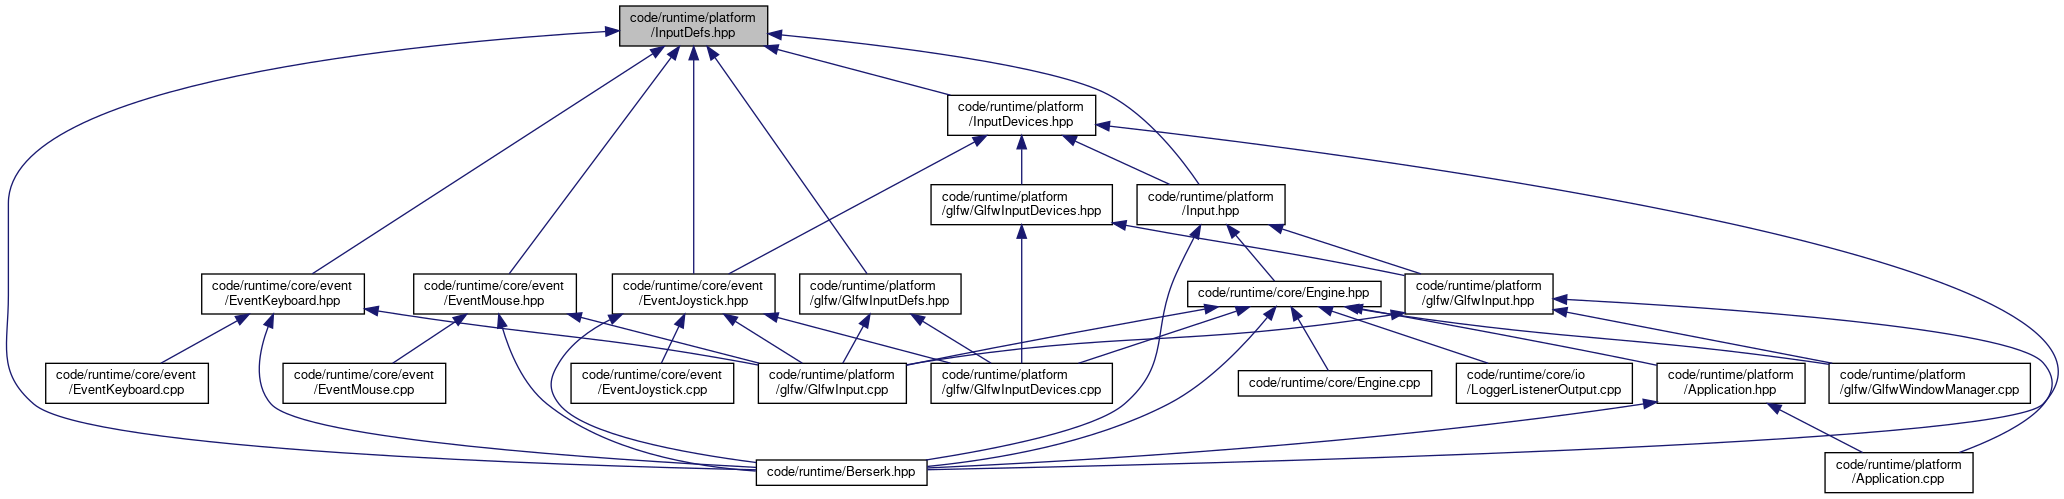 code/runtime/platform
/InputDefs.hpp
code/runtime/platform
/InputDevices.hpp
code/runtime/platform
/glfw/GlfwInputDevices.hpp
code/runtime/platform
/Input.hpp
code/runtime/core/event
/EventKeyboard.hpp
code/runtime/core/event
/EventMouse.hpp
code/runtime/core/event
/EventJoystick.hpp
code/runtime/platform
/glfw/GlfwInputDefs.hpp
code/runtime/core/Engine.hpp
code/runtime/platform
/glfw/GlfwInput.hpp
code/runtime/core/event
/EventKeyboard.cpp
code/runtime/core/event
/EventMouse.cpp
code/runtime/core/event
/EventJoystick.cpp
code/runtime/platform
/glfw/GlfwInput.cpp
code/runtime/platform
/glfw/GlfwInputDevices.cpp
code/runtime/core/Engine.cpp
code/runtime/core/io
/LoggerListenerOutput.cpp
code/runtime/platform
/Application.hpp
code/runtime/platform
/glfw/GlfwWindowManager.cpp
code/runtime/Berserk.hpp
code/runtime/platform
/Application.cpp